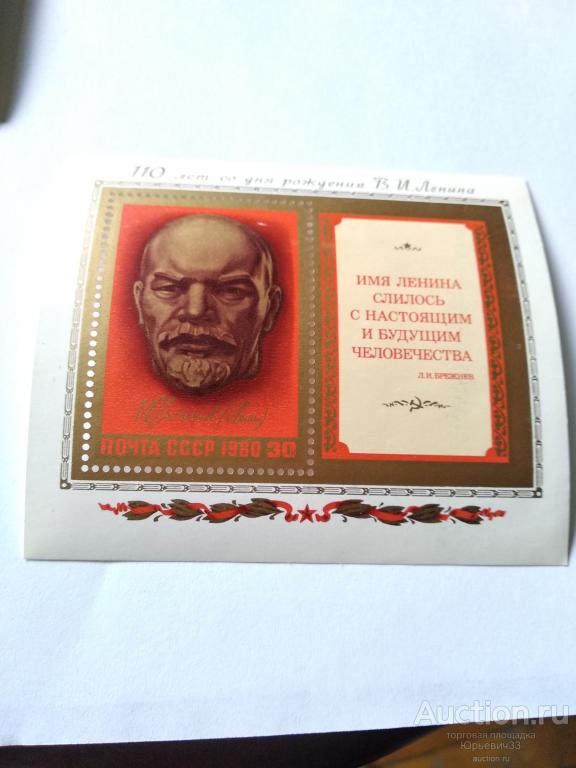 110 лет со дня рождения В. И. Ленина
ИМЯ ЛЕНИНА
СЛИЛОСЬ
С НАСТОЯЩИМ
И БУДУЩИМ
ЧЕЛОВЕЧЕСТВА
Л. И. БРЕЖНЕВ
ПОЧТА СССР 1980 30к
Auction.ru
торговая площадка
Юрьевич33
auction.ru